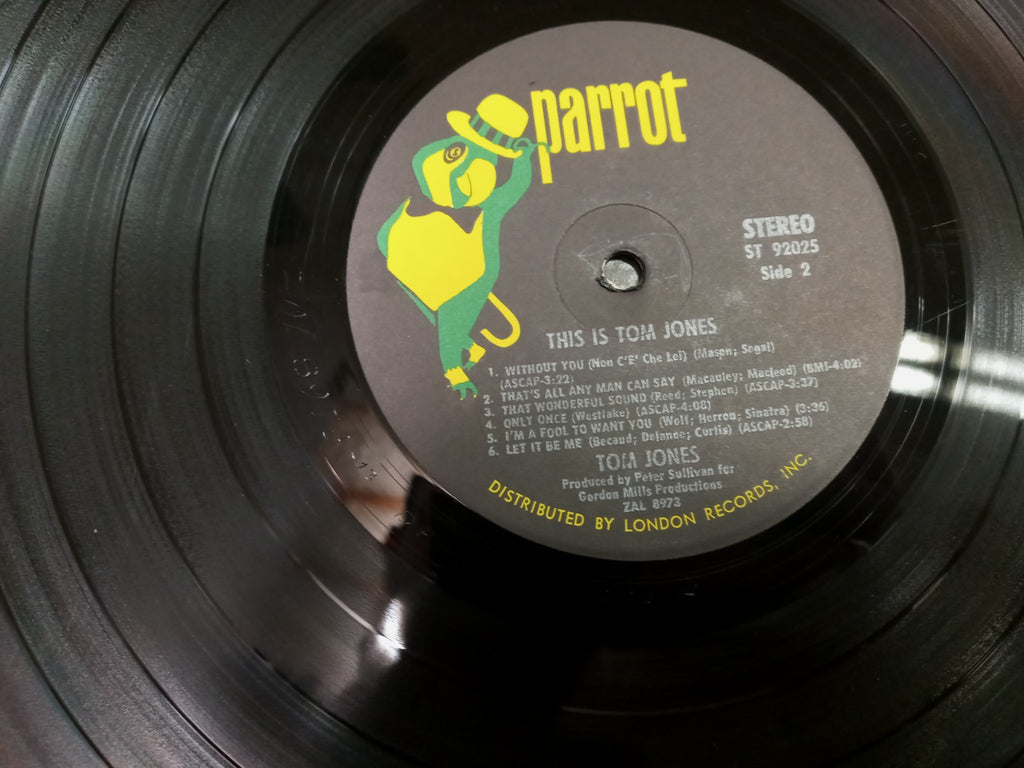 parrot
STEREO
ST 92025
Side 2
THIS IS TOM JONES
1. WITHOUT YOU (Non C'E' Che Lei) (Mason; Segal)
(ASCAP-3:22)
2. THAT'S ALL ANY MAN CAN SAY (Macauley; Macleod) (BMI-4:02)
3. THAT WONDERFUL SOUND (Reed; Stephen) (ASCAP-3:37)
4. ONLY ONCE (Westlake) (ASCAP-4:08)
5. I'M A FOOL TO WANT YOU (Wolf; Herron; Sinatra) (3:36)
6. LET IT BE ME (Becaud; Delanoe; Curtis) (ASCAP-2:58)
TOM JONES
Produced by Peter Sullivan for
Gordon Mills Productions
ZAL 8973
DISTRIBUTED BY LONDON RECORDS, INC.